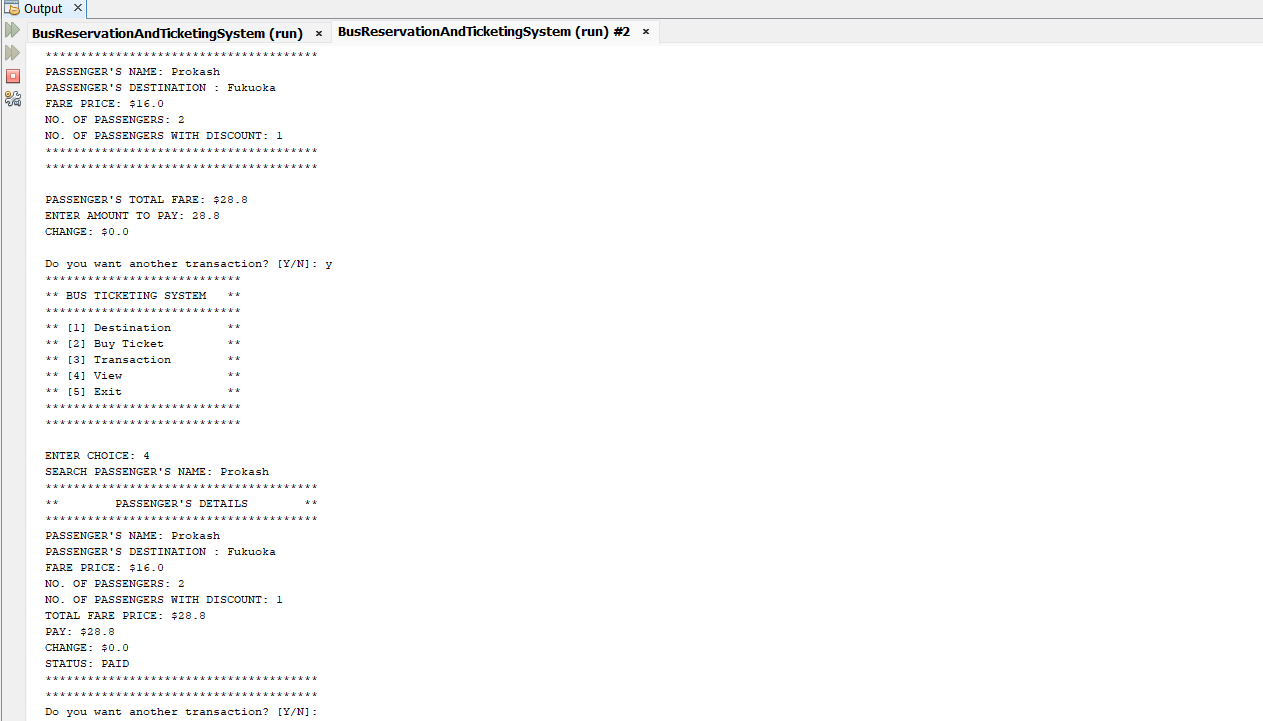 Output ×
BusReservationAndTicketingSystem (run) × BusReservationAndTicketingSystem (run) #2 ×
***************************************
PASSENGER'S NAME: Prokash
PASSENGER'S DESTINATION : Fukuoka
FARE PRICE: $16.0
NO. OF PASSENGERS: 2
NO. OF PASSENGERS WITH DISCOUNT: 1
***************************************
***************************************
PASSENGER'S TOTAL FARE: $28.8
ENTER AMOUNT TO PAY: 28.8
CHANGE: $0.0
Do you want another transaction? [Y/N]: y
****************************
** BUS TICKETING SYSTEM   **
****************************
** [1] Destination        **
** [2] Buy Ticket         **
** [3] Transaction        **
** [4] View               **
** [5] Exit               **
****************************
****************************
ENTER CHOICE: 4
SEARCH PASSENGER'S NAME: Prokash
***************************************
**        PASSENGER'S DETAILS        **
***************************************
PASSENGER'S NAME: Prokash
PASSENGER'S DESTINATION : Fukuoka
FARE PRICE: $16.0
NO. OF PASSENGERS: 2
NO. OF PASSENGERS WITH DISCOUNT: 1
TOTAL FARE PRICE: $28.8
PAY: $28.8
CHANGE: $0.0
STATUS: PAID
***************************************
***************************************
Do you want another transaction? [Y/N]: